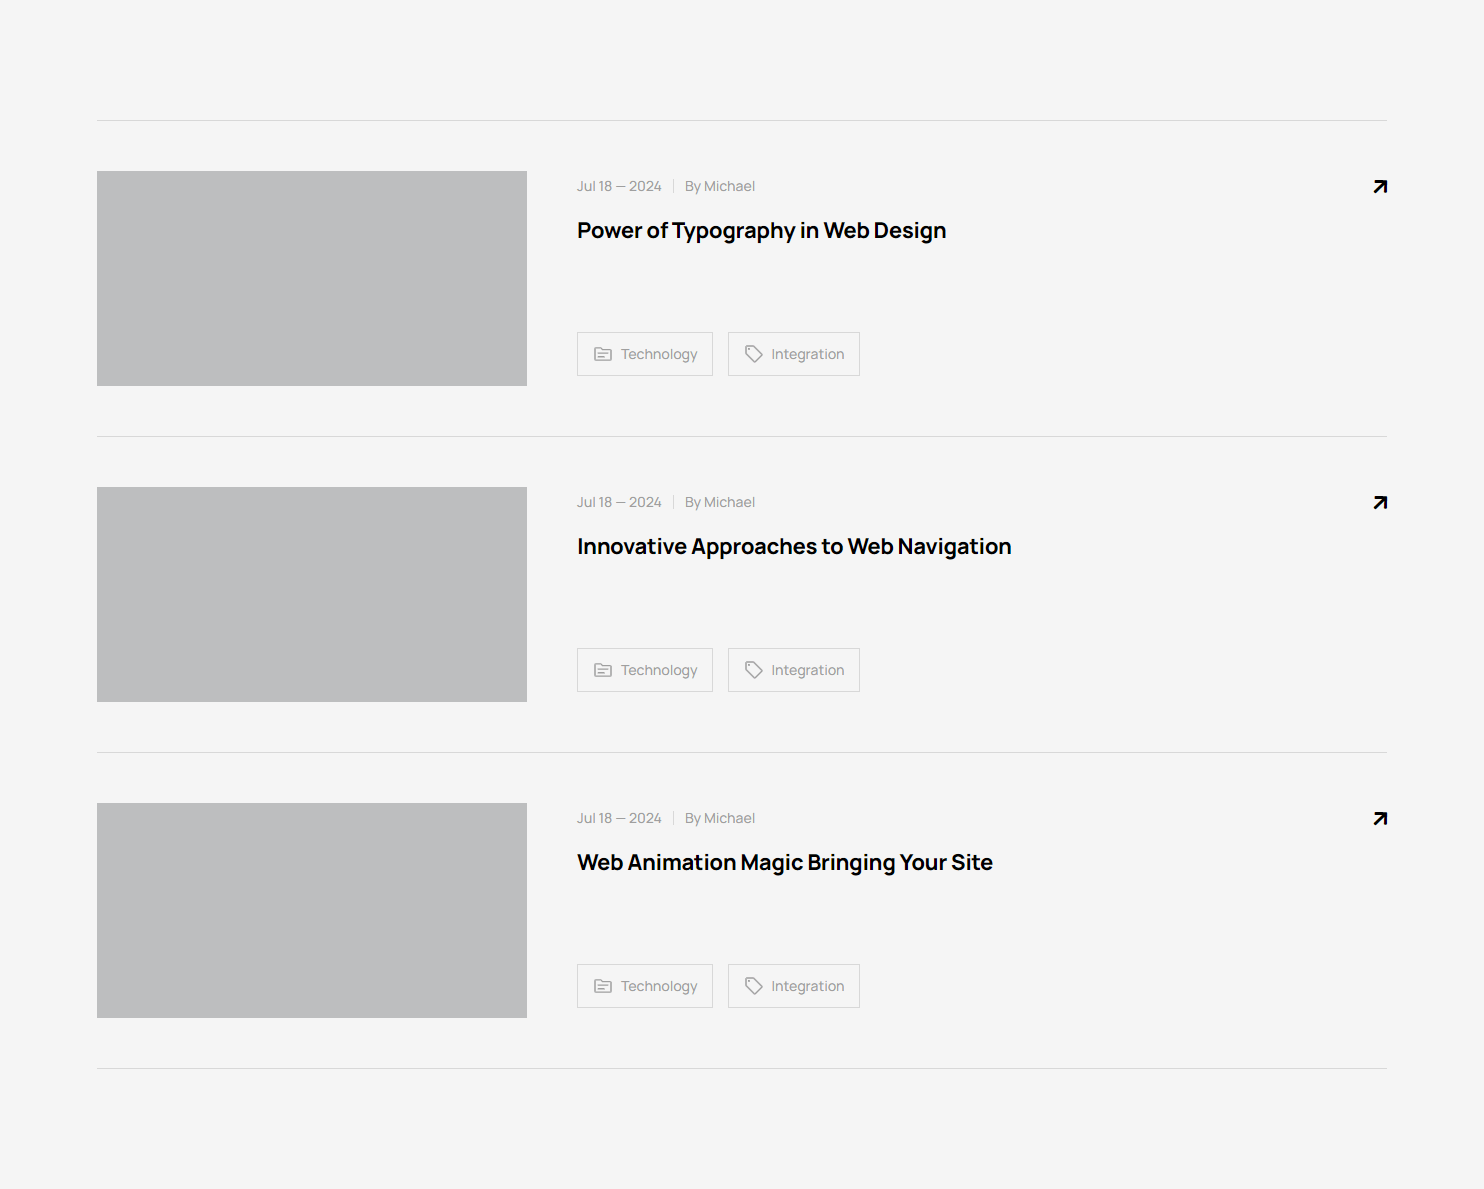 Jul 18 — 2024 | By Michael
Power of Typography in Web Design
Technology Integration
Jul 18 — 2024 | By Michael
Innovative Approaches to Web Navigation
Technology Integration
Jul 18 — 2024 | By Michael
Web Animation Magic Bringing Your Site
Technology Integration